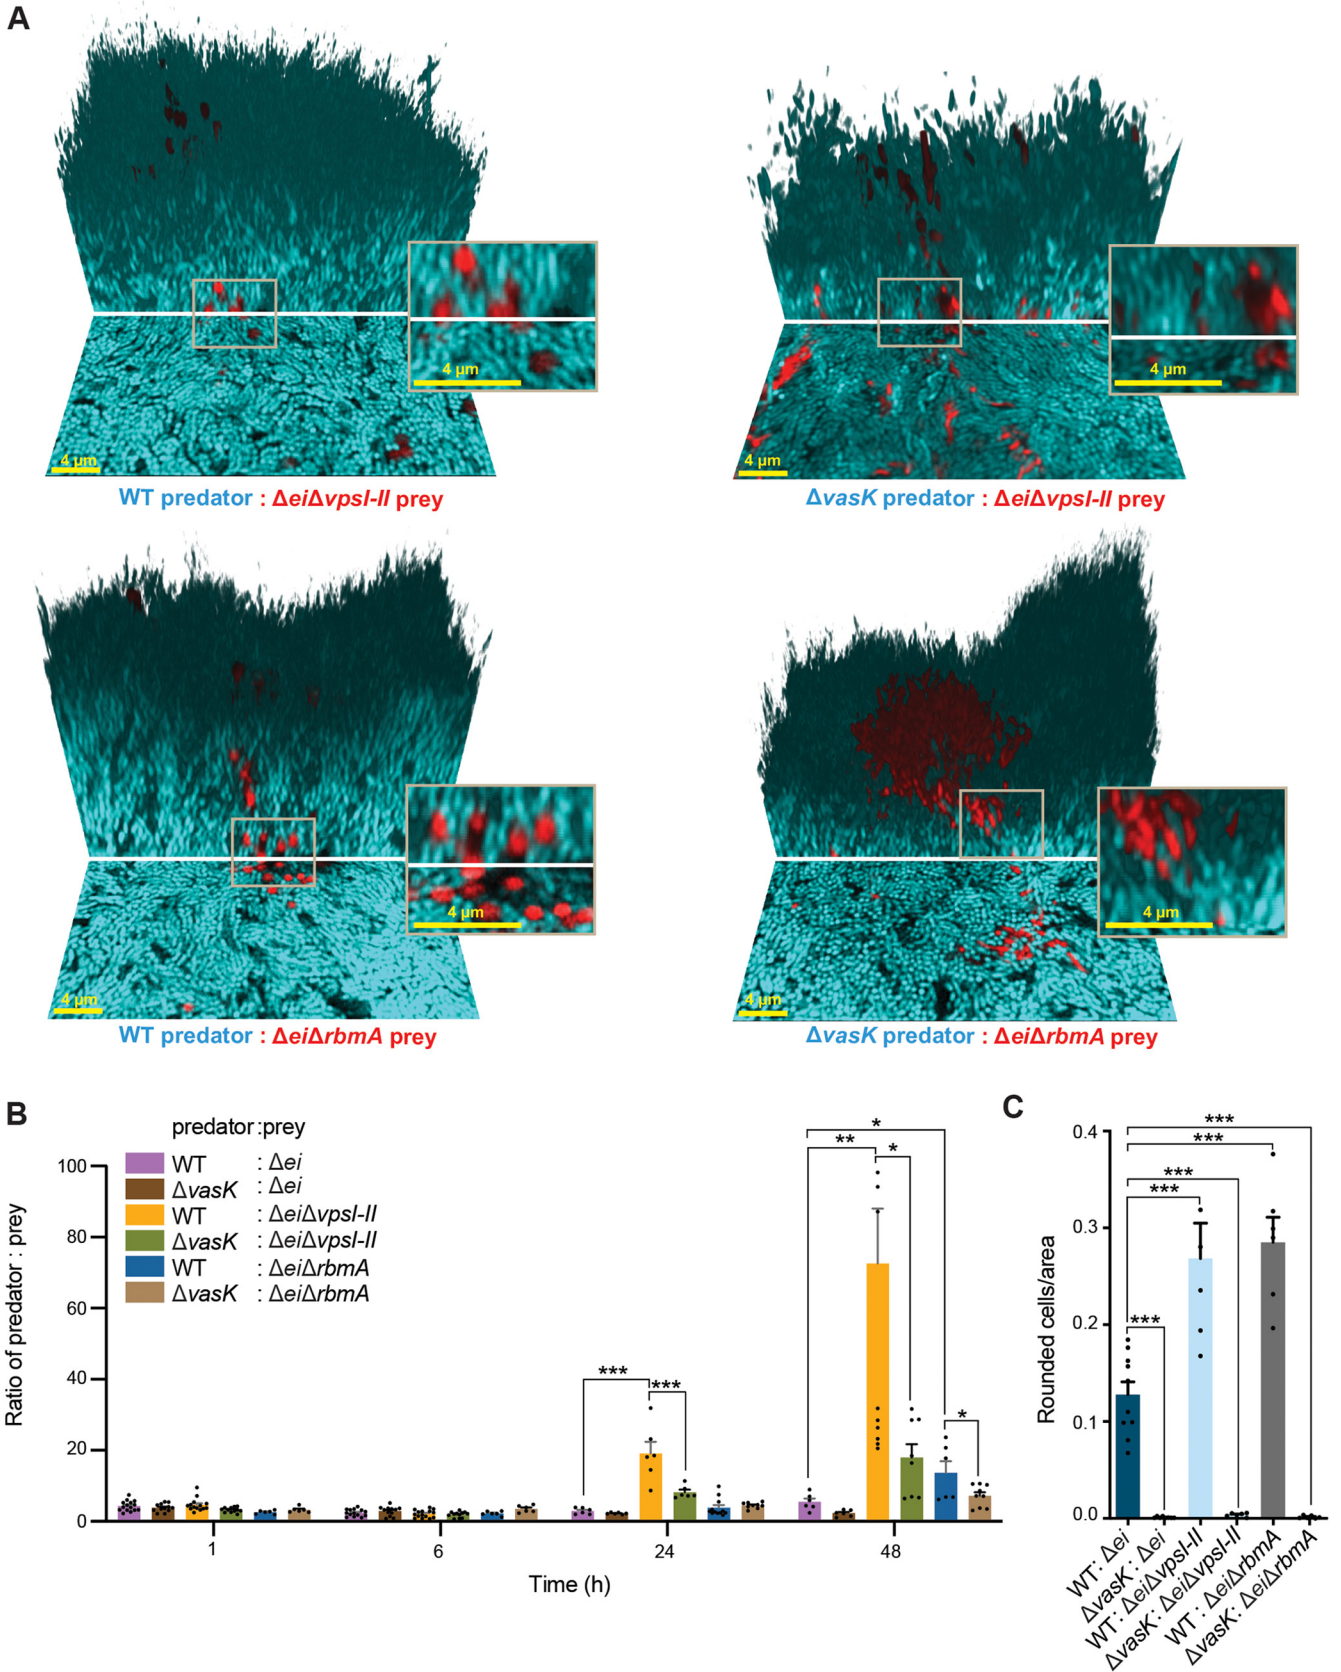 A
4 µm
4 µm
WT predator : ΔeiΔvpsI-II prey
4 µm
4 µm
ΔvasK predator : ΔeiΔvpsI-II prey
4 µm
4 µm
WT predator : ΔeiΔrbmA prey
4 µm
4 µm
ΔvasK predator : ΔeiΔrbmA prey
B
predator:prey
WT : Δei
ΔvasK : Δei
WT : ΔeiΔvpsI-II
ΔvasK : ΔeiΔvpsI-II
WT : ΔeiΔrbmA
ΔvasK : ΔeiΔrbmA
Ratio of predator : prey
100
80
60
40
20
0
***
***
*
**
*
*
1
6
24
48
Time (h)
C
Rounded cells/area
0.4
0.3
0.2
0.1
0.0
***
***
***
***
***
WT: Δei
ΔvasK: Δei
WT: ΔeiΔvpsI-II
ΔvasK: ΔeiΔvpsI-II
WT: ΔeiΔrbmA
ΔvasK: ΔeiΔrbmA